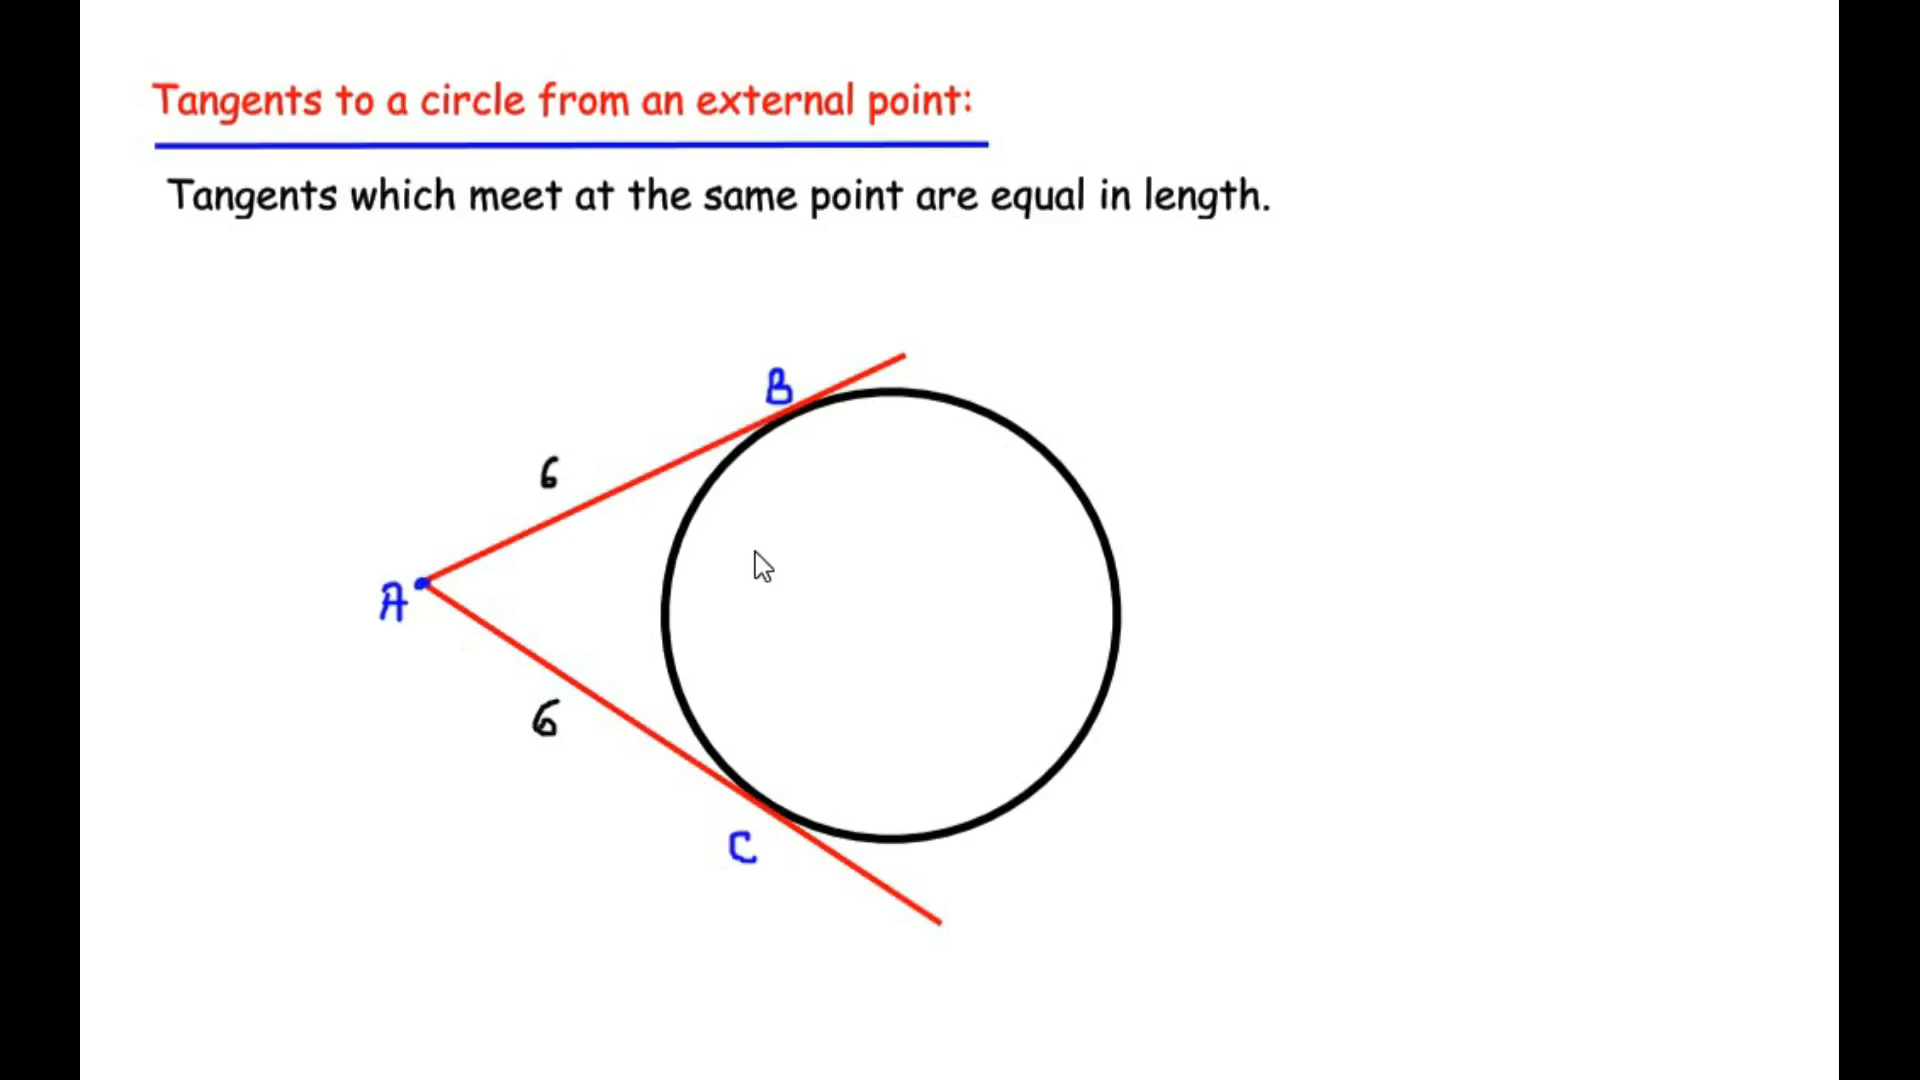 Tangents to a circle from an external point:
Tangents which meet at the same point are equal in length.
B
6
A
6
C